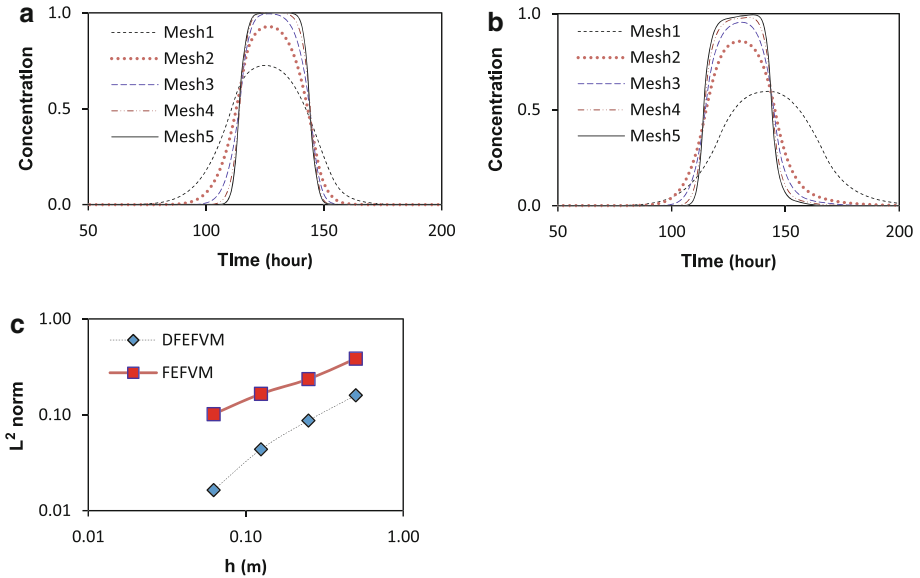 a
1.0
0.5
0.0
Concentration
Mesh1
Mesh2
Mesh3
Mesh4
Mesh5
50
100
150
200
TIme (hour)
b
1.0
0.5
0.0
Concentration
Mesh1
Mesh2
Mesh3
Mesh4
Mesh5
50
100
150
200
TIme (hour)
c
1.00
0.10
0.01
L² norm
DFEFVM
FEFVM
0.01
0.10
1.00
h (m)